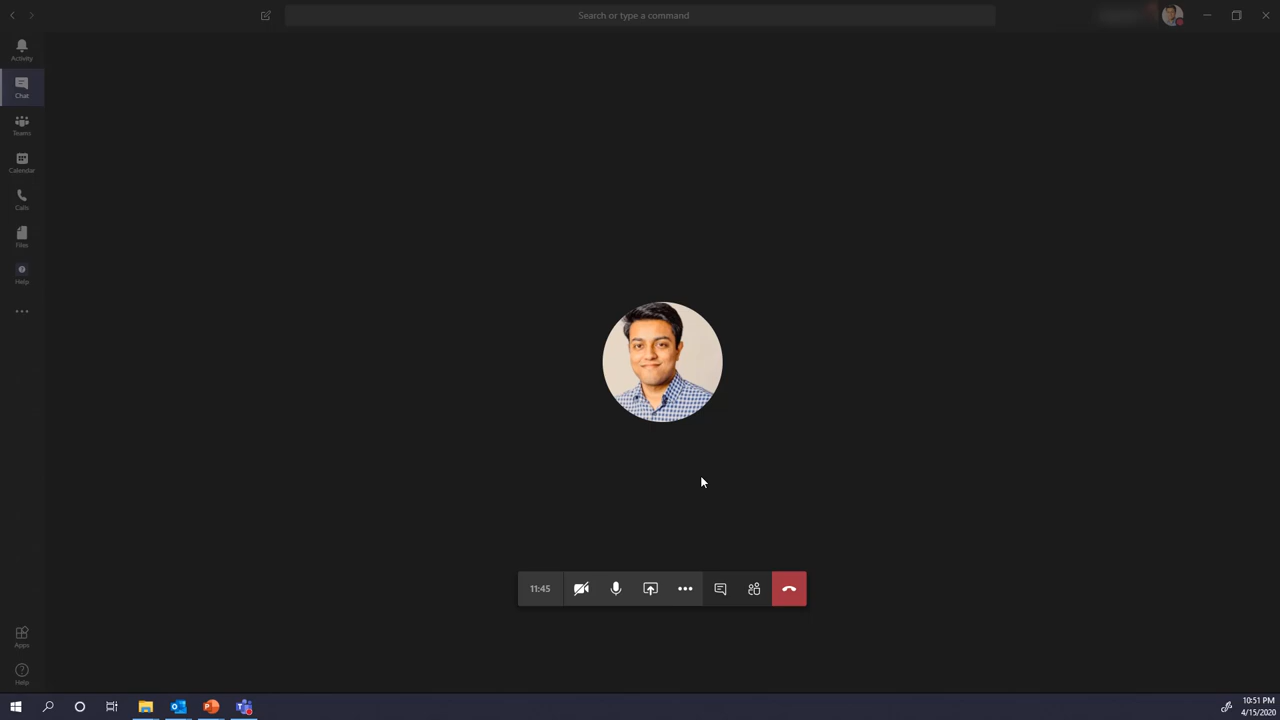 Search or type a command
Activity
Chat
Teams
Calendar
Calls
Files
Help
11:45
Apps
Help
10:51 PM
4/15/2020